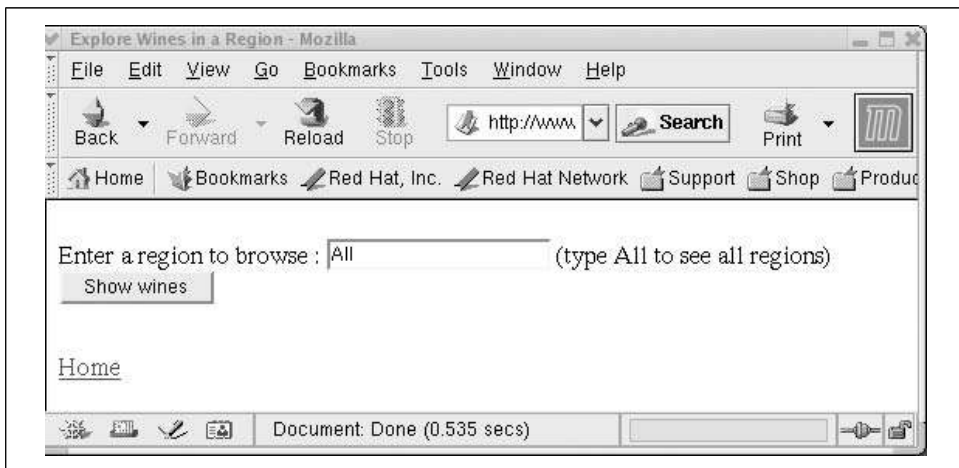 Explore Wines in a Region - Mozilla
File Edit View Go Bookmarks Tools Window Help
Back Forward Reload Stop http://www. Search Print
Home Bookmarks Red Hat, Inc. Red Hat Network Support Shop Produc
Enter a region to browse : All (type All to see all regions)
Show wines
Home
Document: Done (0.535 secs)